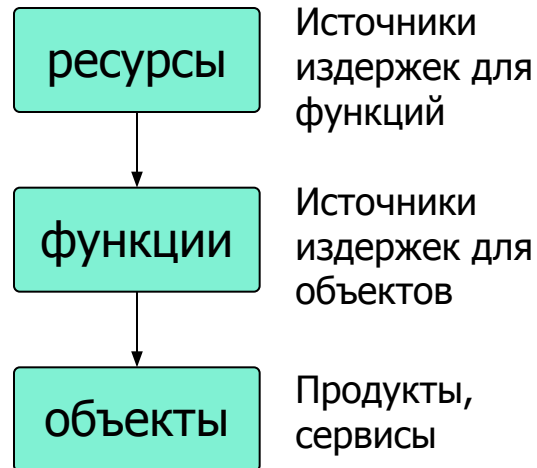 ресурсы
Источники
издержек для
функций
функции
Источники
издержек для
объектов
объекты
Продукты,
сервисы